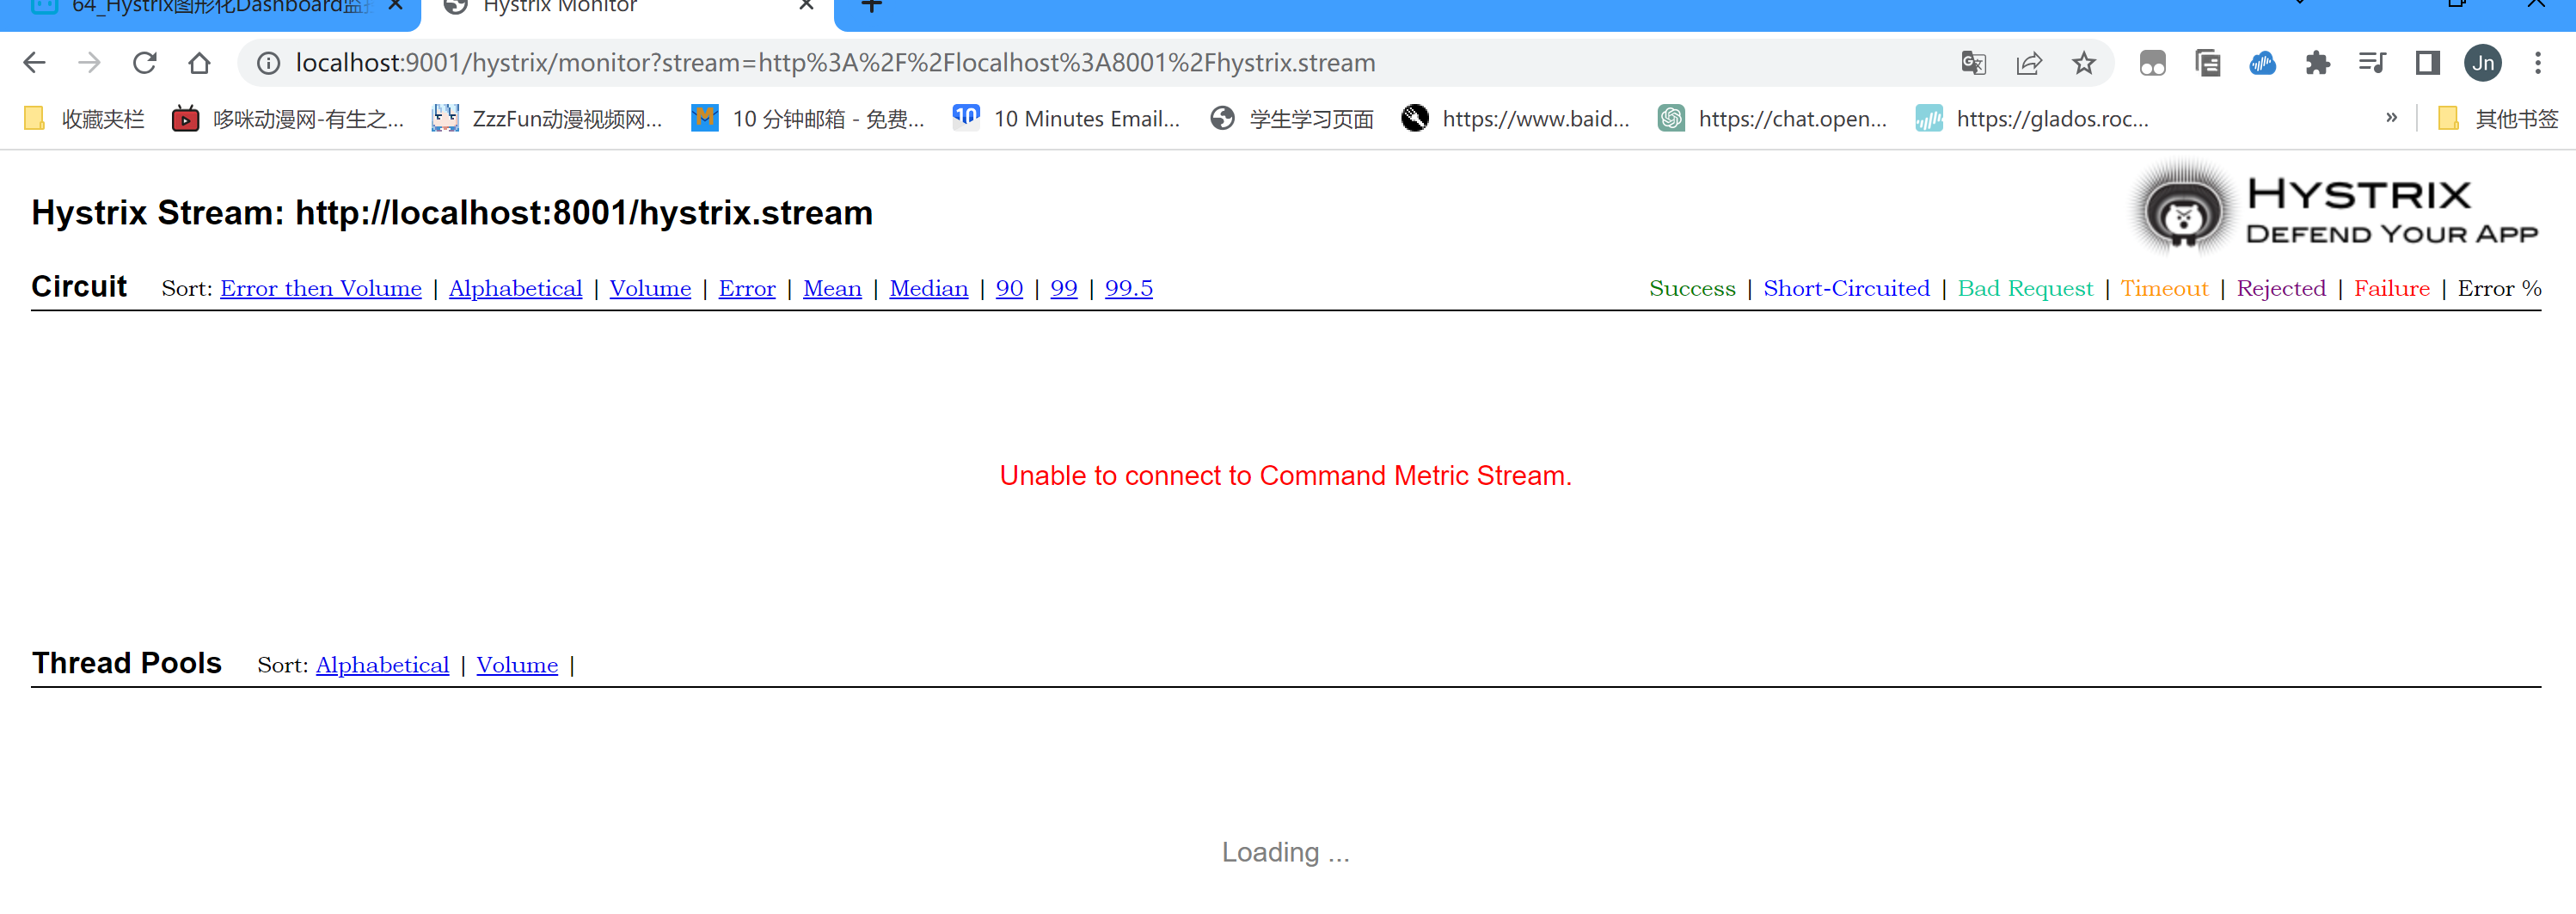 64_Hystrix图形化Dashboard监
Hystrix Monitor
localhost:9001/hystrix/monitor?stream=http%3A%2F%2Flocalhost%3A8001%2Fhystrix.stream
Jn
收藏夹栏 哆咪动漫网-有生之... ZzzFun动漫视频网... 10 分钟邮箱 - 免费... 10 Minutes Email... 学生学习页面 https://www.baid... https://chat.open... https://glados.roc... » 其他书签
Hystrix Stream: http://localhost:8001/hystrix.stream
HYSTRIX
DEFEND YOUR APP
Circuit Sort: Error then Volume | Alphabetical | Volume | Error | Mean | Median | 90 | 99 | 99.5
Success | Short-Circuited | Bad Request | Timeout | Rejected | Failure | Error %
Unable to connect to Command Metric Stream.
Thread Pools Sort: Alphabetical | Volume |
Loading ...